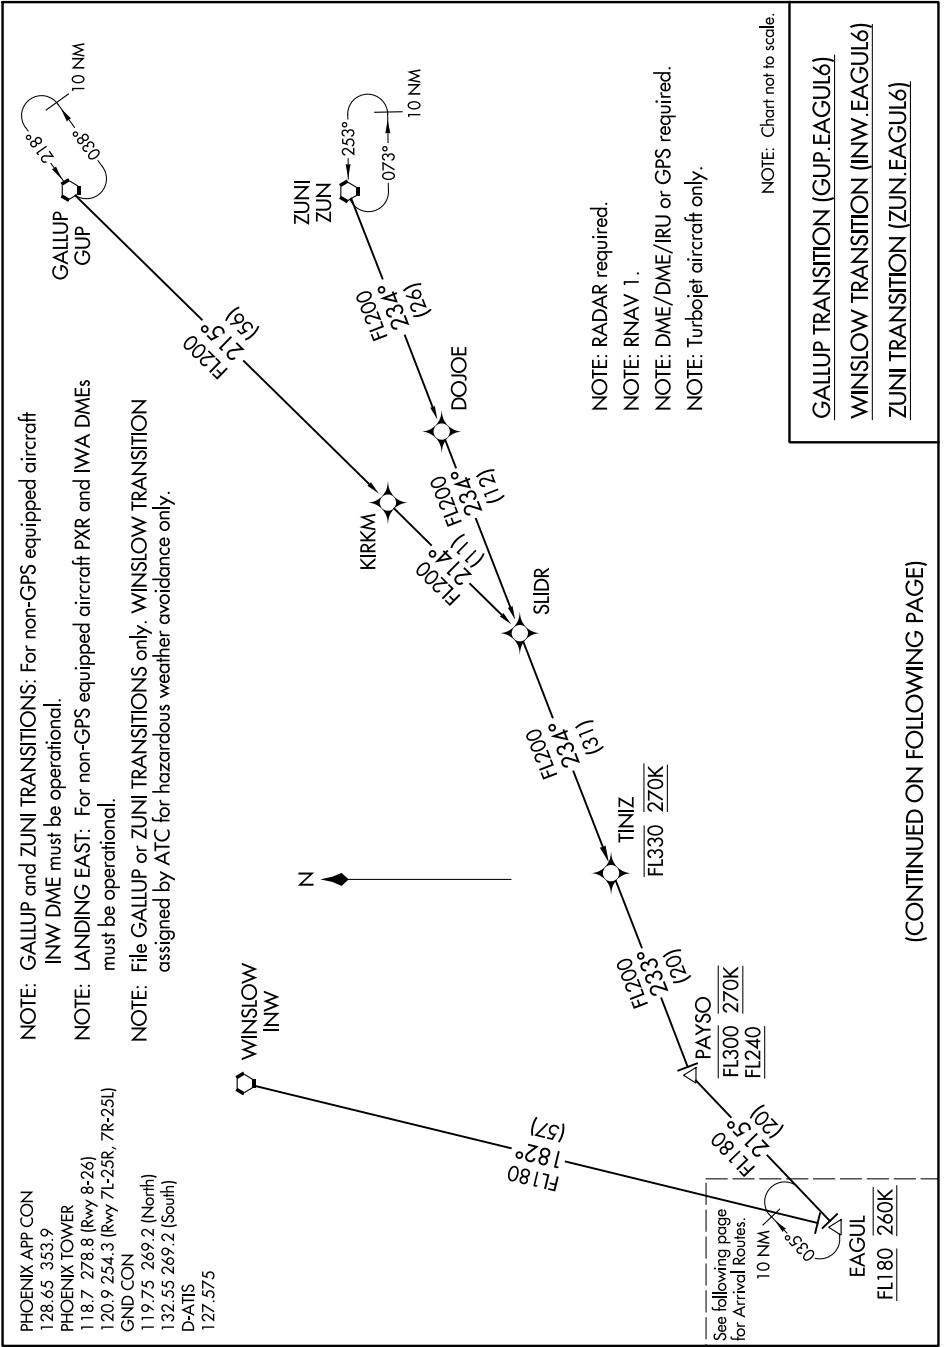 PHOENIX APP CON
128.65 353.9
PHOENIX TOWER
118.7 278.8 (Rwy 8-26)
120.9 254.3 (Rwy 7L-25R, 7R-25L)
GND CON
119.75 269.2 (North)
132.55 269.2 (South)
D-ATIS
127.575
NOTE: GALLUP and ZUNI TRANSITIONS: For non-GPS equipped aircraft
INW DME must be operational.
NOTE: LANDING EAST: For non-GPS equipped aircraft PXR and IWA DMEs
must be operational.
NOTE: File GALLUP or ZUNI TRANSITIONS only. WINSLOW TRANSITION
assigned by ATC for hazardous weather avoidance only.
GALLUP
GUP
218°
038°
10 NM
FL200
215°
(56)
ZUNI
ZUN
253°
073°
10 NM
FL200
234°
(26)
DOJOE
KIRKM
FL200
214°
(11)
FL200
234°
(12)
SLIDR
FL200
234°
(31)
N
TINIZ
FL330 270K
WINSLOW
INW
FL200
233°
(20)
PAYSO
FL300 270K
FL240
FL180
182°
(57)
FL180
215°
(20)
See following page
for Arrival Routes.
10 NM
035°
EAGUL
FL180 260K
NOTE: RADAR required.
NOTE: RNAV 1.
NOTE: DME/DME/IRU or GPS required.
NOTE: Turbojet aircraft only.
NOTE: Chart not to scale.
GALLUP TRANSITION (GUP.EAGUL6)
WINSLOW TRANSITION (INW.EAGUL6)
ZUNI TRANSITION (ZUN.EAGUL6)
(CONTINUED ON FOLLOWING PAGE)